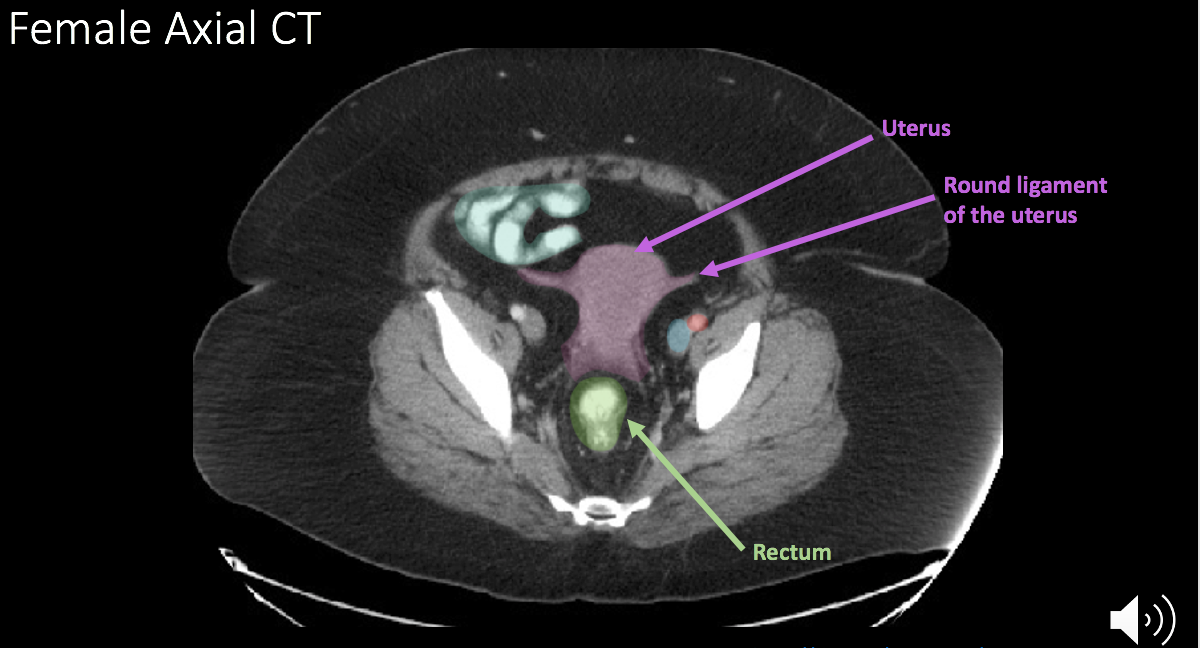 Female Axial CT
Uterus
Round ligament
of the uterus
Rectum